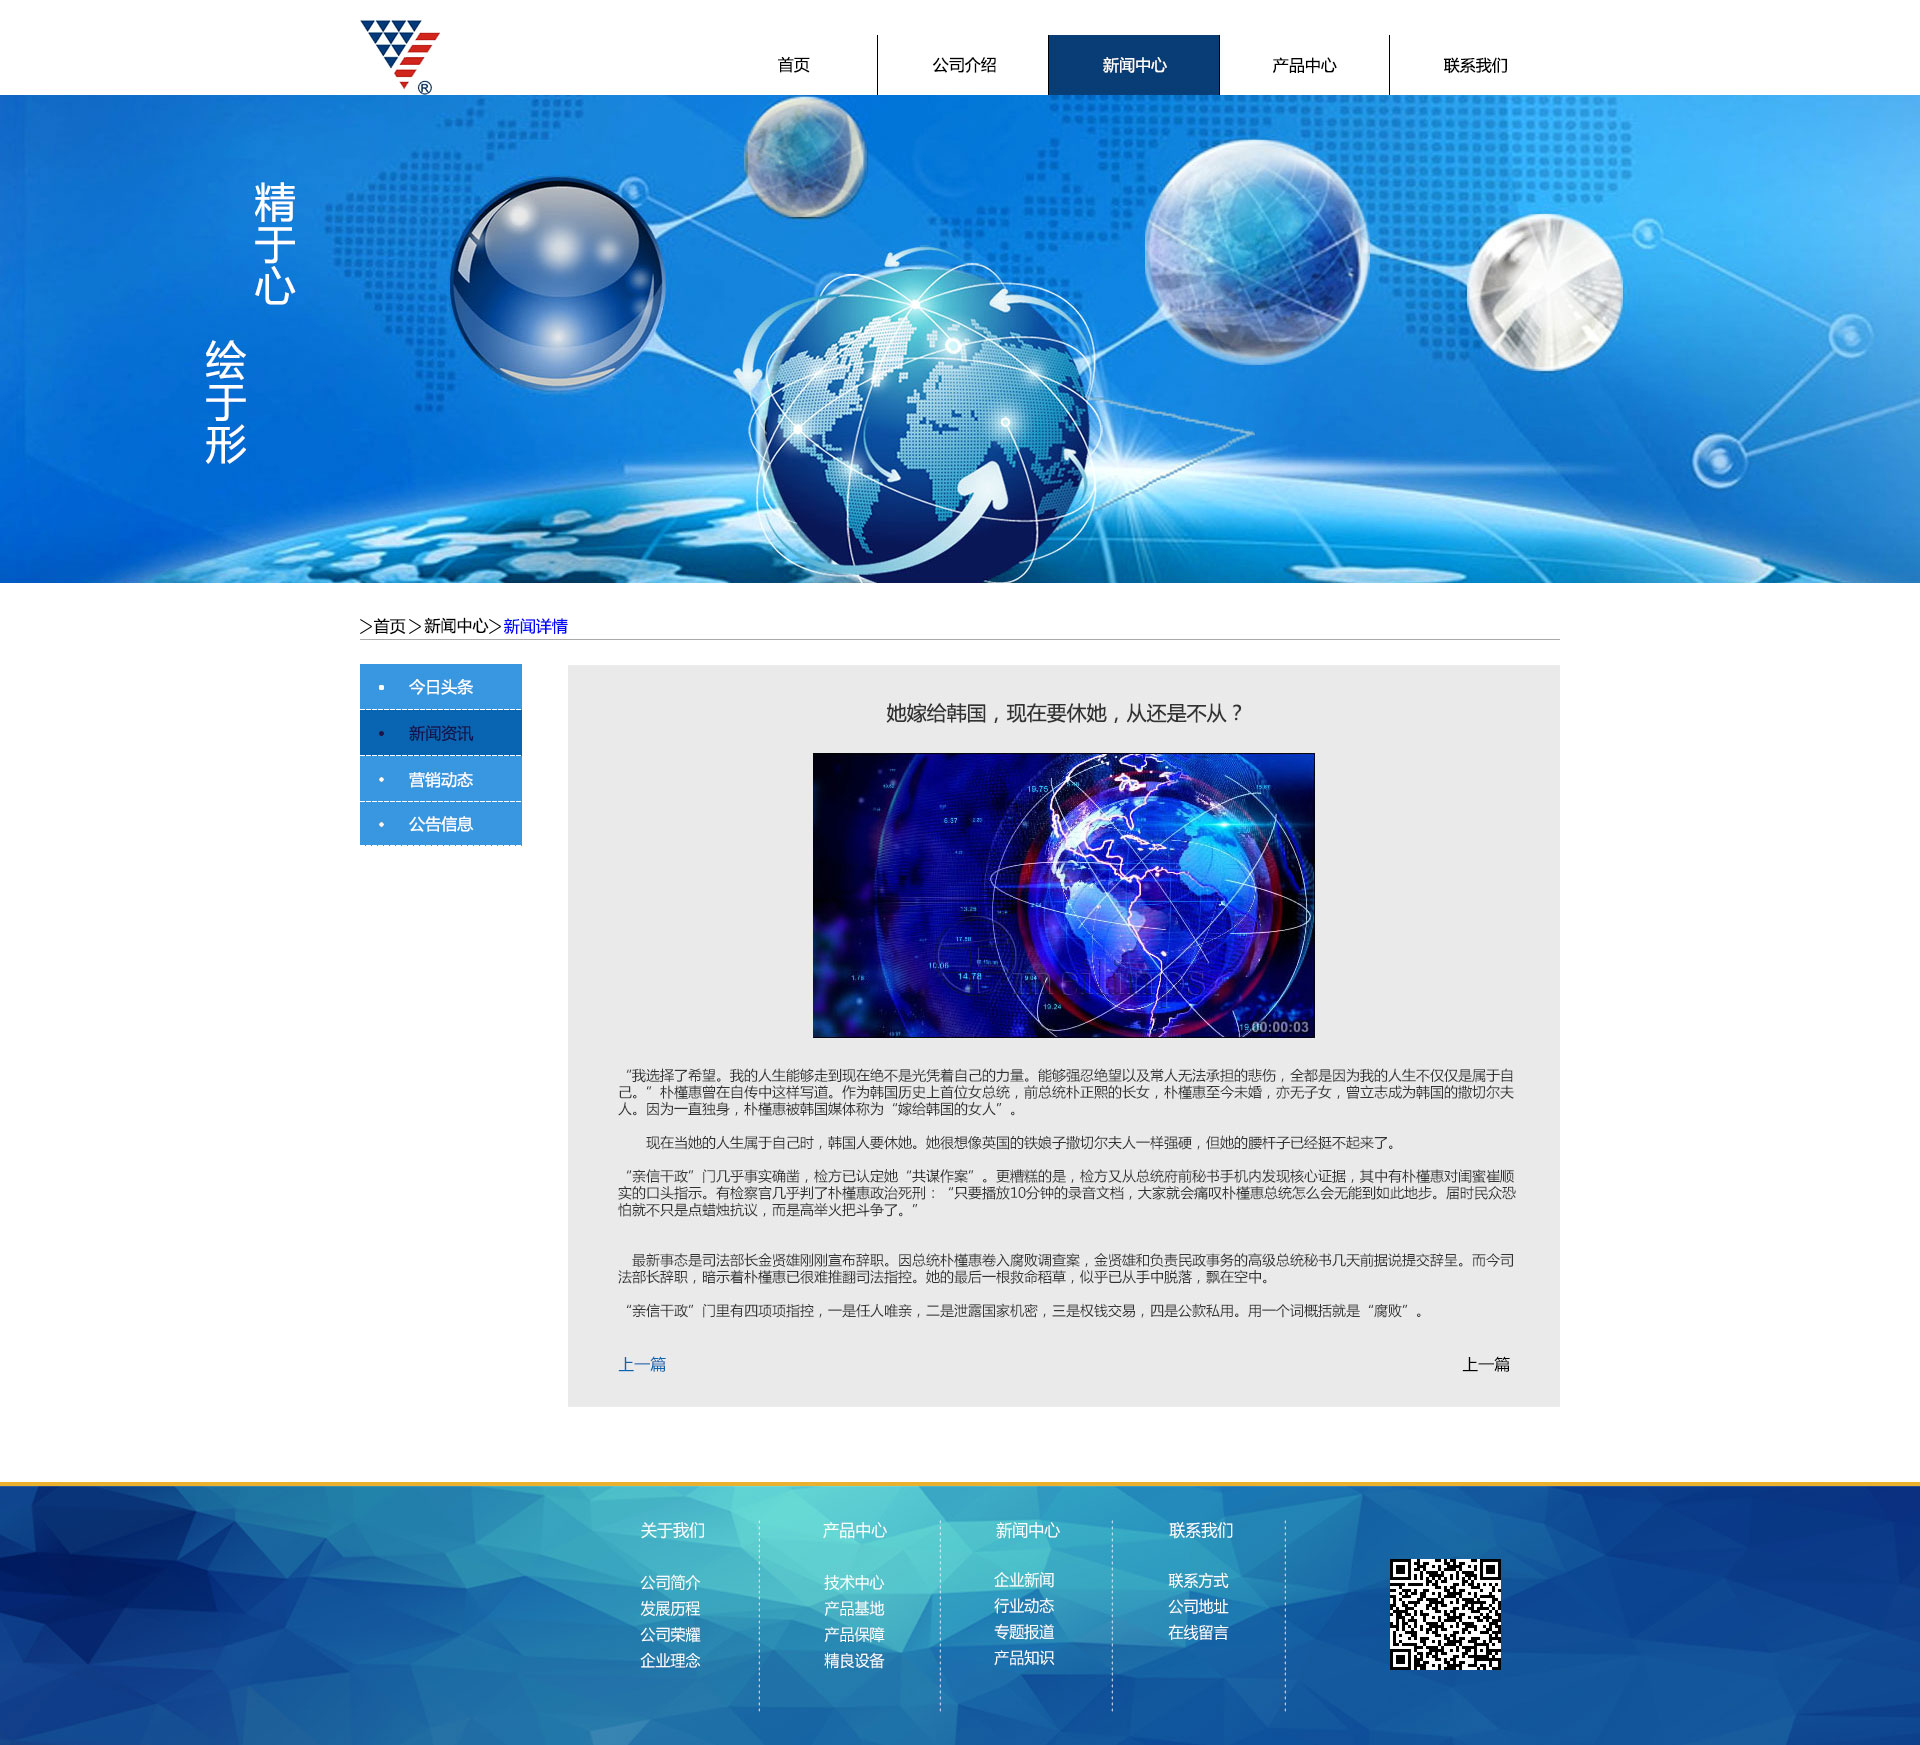 ®
首页
公司介绍
新闻中心
产品中心
联系我们
精于心
绘于形
>首页 > 新闻中心>新闻详情
今日头条
新闻资讯
营销动态
公告信息
她嫁给韩国，现在要休她，从还是不从？
19.75
6.37
13.29
17.58
10.06
14.78
9.04
19.24
1.78
00:00:03
“我选择了希望。我的人生能够走到现在绝不是光凭着自己的力量。能够强忍绝望以及常人无法承担的悲伤，全都是因为我的人生不仅仅是属于自
己。”朴槿惠曾在自传中这样写道。作为韩国历史上首位女总统，前总统朴正熙的长女，朴槿惠至今未婚，亦无子女，曾立志成为韩国的撒切尔夫
人。因为一直独身，朴槿惠被韩国媒体称为“嫁给韩国的女人”。
现在当她的人生属于自己时，韩国人要休她。她很想像英国的铁娘子撒切尔夫人一样强硬，但她的腰杆子已经挺不起来了。
“亲信干政”门几乎事实确凿，检方已认定她“共谋作案”。更糟糕的是，检方又从总统府前秘书手机内发现核心证据，其中有朴槿惠对闺蜜崔顺
实的口头指示。有检察官几乎判了朴槿惠政治死刑：“只要播放10分钟的录音文档，大家就会痛叹朴槿惠总统怎么会无能到如此地步。届时民众恐
怕就不只是点蜡烛抗议，而是高举火把斗争了。”
最新事态是司法部长金贤雄刚刚宣布辞职。因总统朴槿惠卷入腐败调查案，金贤雄和负责民政事务的高级总统秘书几天前据说提交辞呈。而今司
法部长辞职，暗示着朴槿惠已很难推翻司法指控。她的最后一根救命稻草，似乎已从手中脱落，飘在空中。
“亲信干政”门里有四项项指控，一是任人唯亲，二是泄露国家机密，三是权钱交易，四是公款私用。用一个词概括就是“腐败”。
上一篇
上一篇
关于我们
公司简介
发展历程
公司荣耀
企业理念
产品中心
技术中心
产品基地
产品保障
精良设备
新闻中心
企业新闻
行业动态
专题报道
产品知识
联系我们
联系方式
公司地址
在线留言